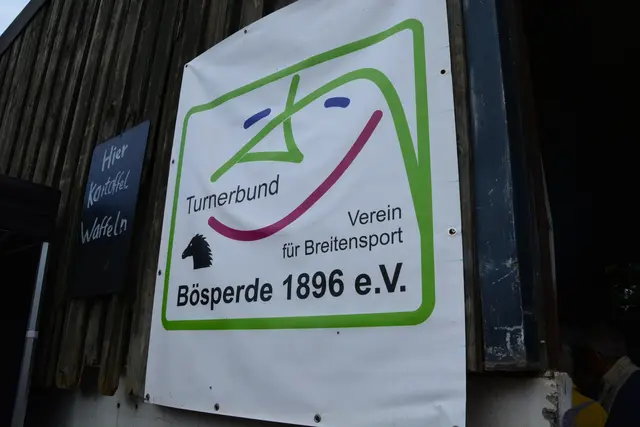 Hier
Kartoffel
Waffeln
Turnerbund
Verein
für Breitensport
Bösperde 1896 e.V.